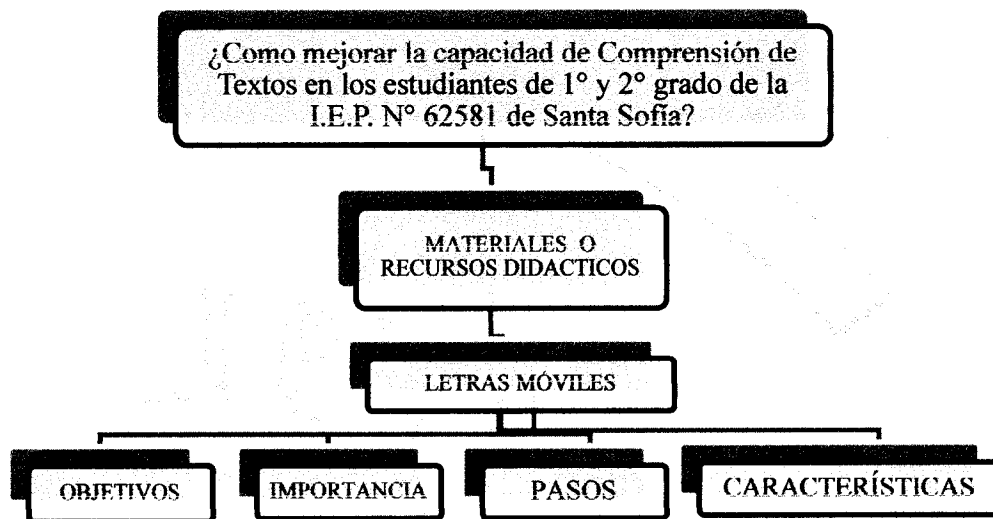 ¿Como mejorar la capacidad de Comprensión de
Textos en los estudiantes de 1° y 2° grado de la
I.E.P. N° 62581 de Santa Sofía?
MATERIALES O
RECURSOS DIDACTICOS
LETRAS MÓVILES
OBJETIVOS
IMPORTANCIA
PASOS
CARACTERÍSTICAS